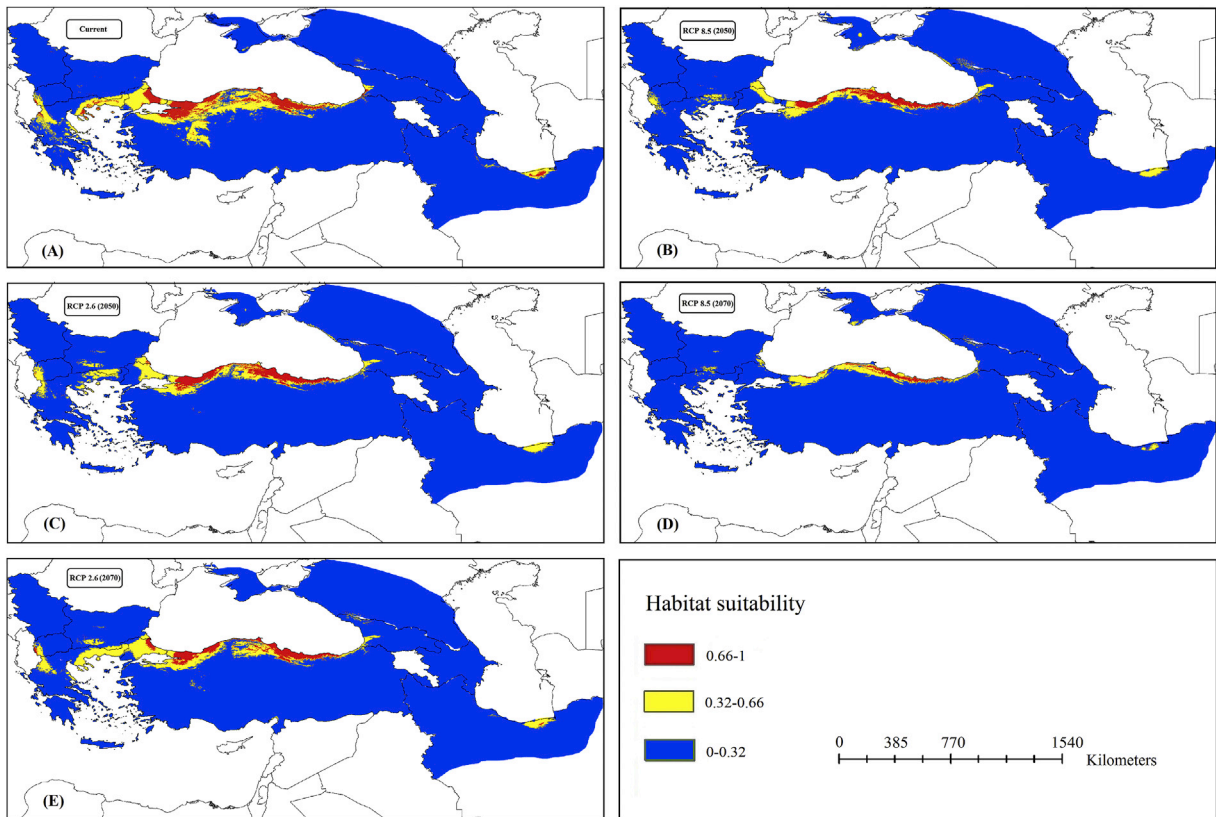 Current
(A)
RCP 8.5 (2050)
(B)
RCP 2.6 (2050)
(C)
RCP 8.5 (2070)
(D)
RCP 2.6 (2070)
(E)
Habitat suitability
0.66-1
0.32-0.66
0-0.32
0 385 770 1540
Kilometers